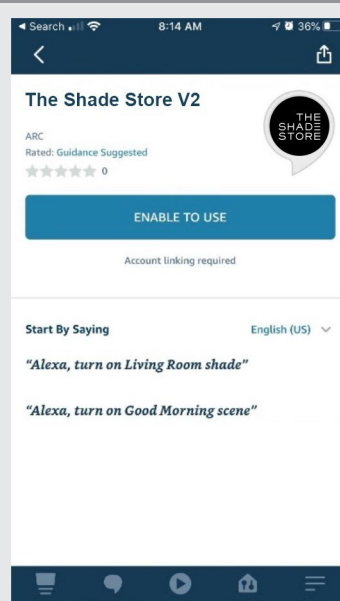 Search
8:14 AM
36%
The Shade Store V2
THE
SHADE
STORE
ARC
Rated: Guidance Suggested
0
ENABLE TO USE
Account linking required
Start By Saying
English (US)
“Alexa, turn on Living Room shade”
“Alexa, turn on Good Morning scene”